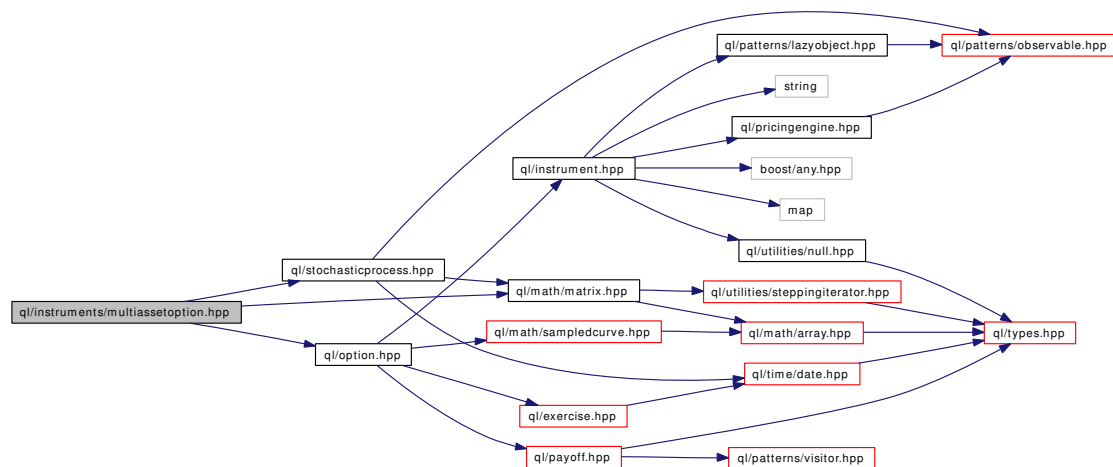 ql/patterns/lazyobject.hpp
ql/patterns/observable.hpp
string
ql/pricingengine.hpp
ql/instrument.hpp
boost/any.hpp
map
ql/utilities/null.hpp
ql/stochasticprocess.hpp
ql/math/matrix.hpp
ql/utilities/steppingiterator.hpp
ql/instruments/multiassetoption.hpp
ql/math/sampledcurve.hpp
ql/math/array.hpp
ql/types.hpp
ql/option.hpp
ql/time/date.hpp
ql/exercise.hpp
ql/payoff.hpp
ql/patterns/visitor.hpp